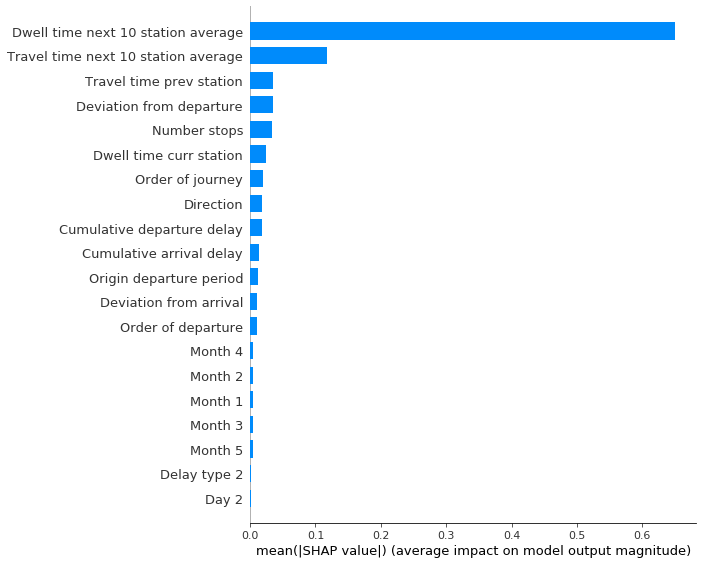 Dwell time next 10 station average
Travel time next 10 station average
Travel time prev station
Deviation from departure
Number stops
Dwell time curr station
Order of journey
Direction
Cumulative departure delay
Cumulative arrival delay
Origin departure period
Deviation from arrival
Order of departure
Month 4
Month 2
Month 1
Month 3
Month 5
Delay type 2
Day 2
0.0 0.1 0.2 0.3 0.4 0.5 0.6
mean(|SHAP value|) (average impact on model output magnitude)